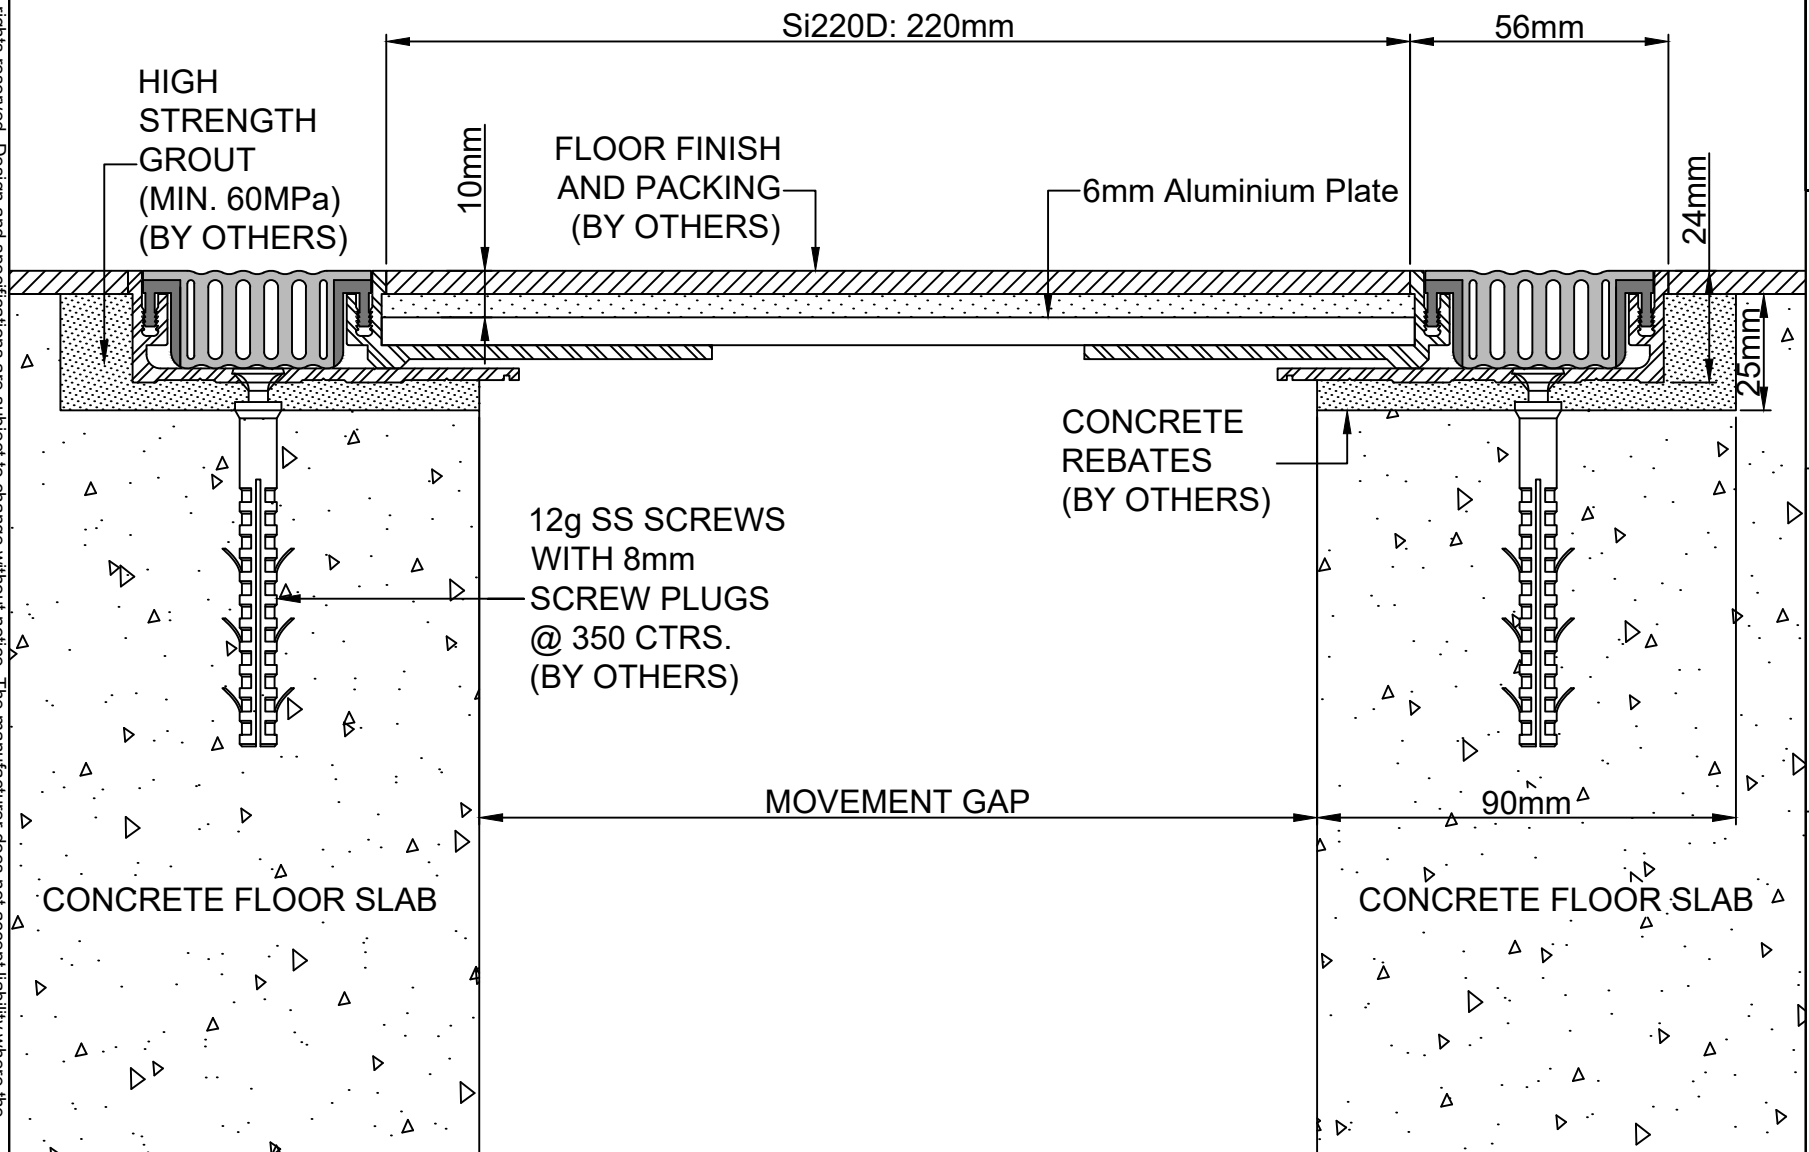 Si220D: 220mm
56mm
HIGH
STRENGTH
GROUT
(MIN. 60MPa)
(BY OTHERS)
10mm
FLOOR FINISH
AND PACKING
(BY OTHERS)
6mm Aluminium Plate
24mm
25mm
CONCRETE
REBATES
(BY OTHERS)
12g SS SCREWS
WITH 8mm
SCREW PLUGS
@ 350 CTRS.
(BY OTHERS)
MOVEMENT GAP
90mm
CONCRETE FLOOR SLAB
CONCRETE FLOOR SLAB